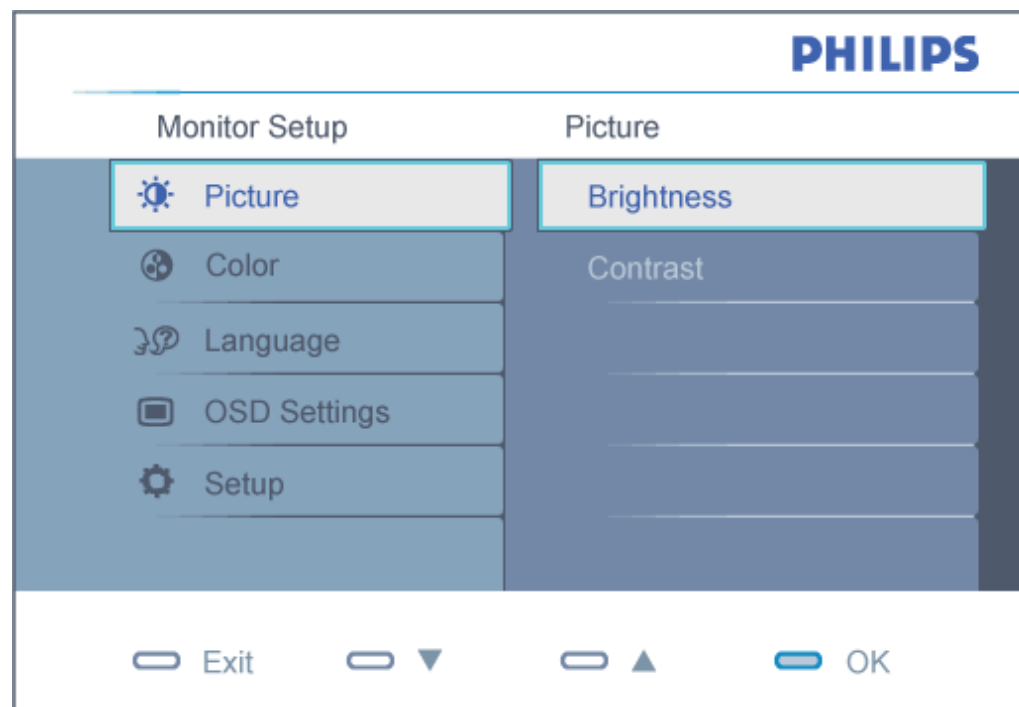 PHILIPS
Monitor Setup
Picture
Picture
Brightness
Color
Contrast
Language
OSD Settings
Setup
Exit ▼ ▲ OK